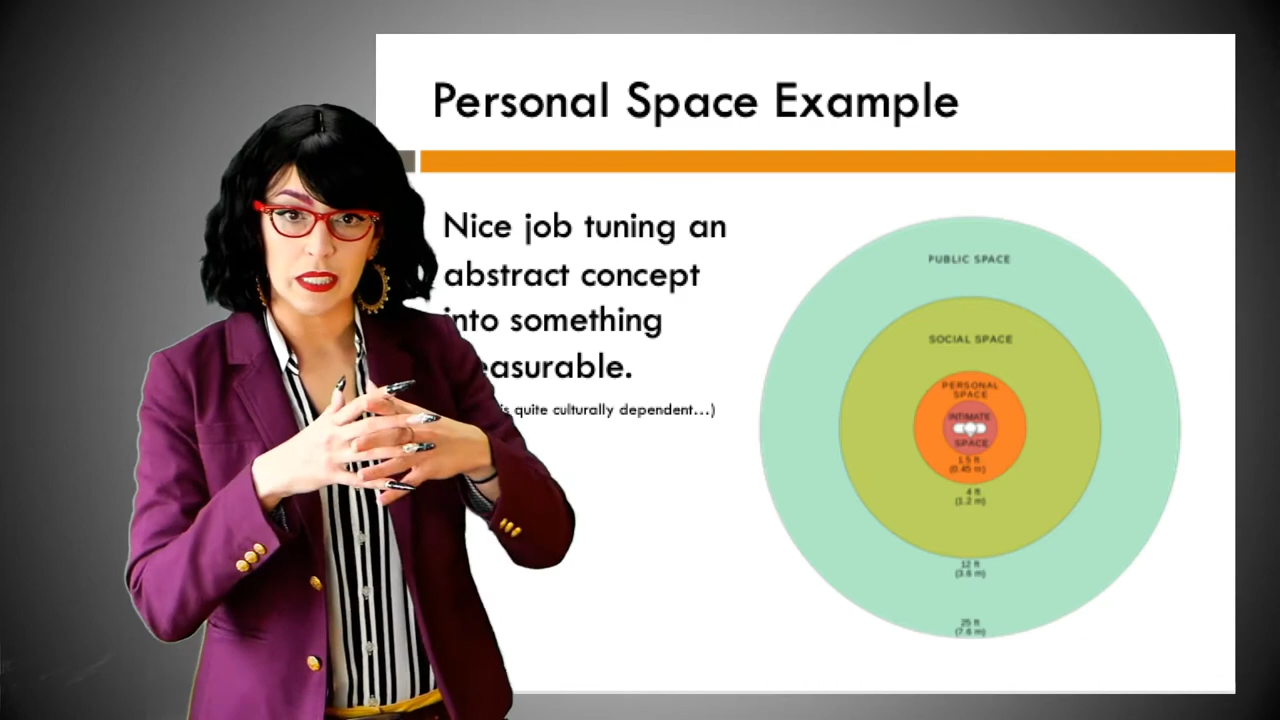 Personal Space Example
Nice job tuning an
abstract concept
into something
easurable.
is quite culturally dependent...)
PUBLIC SPACE
SOCIAL SPACE
PERSONAL
SPACE
INTIMATE
SPACE
1.5 ft
(0.45 m)
4 ft
(1.2 m)
12 ft
(3.6 m)
25 ft
(7.6 m)